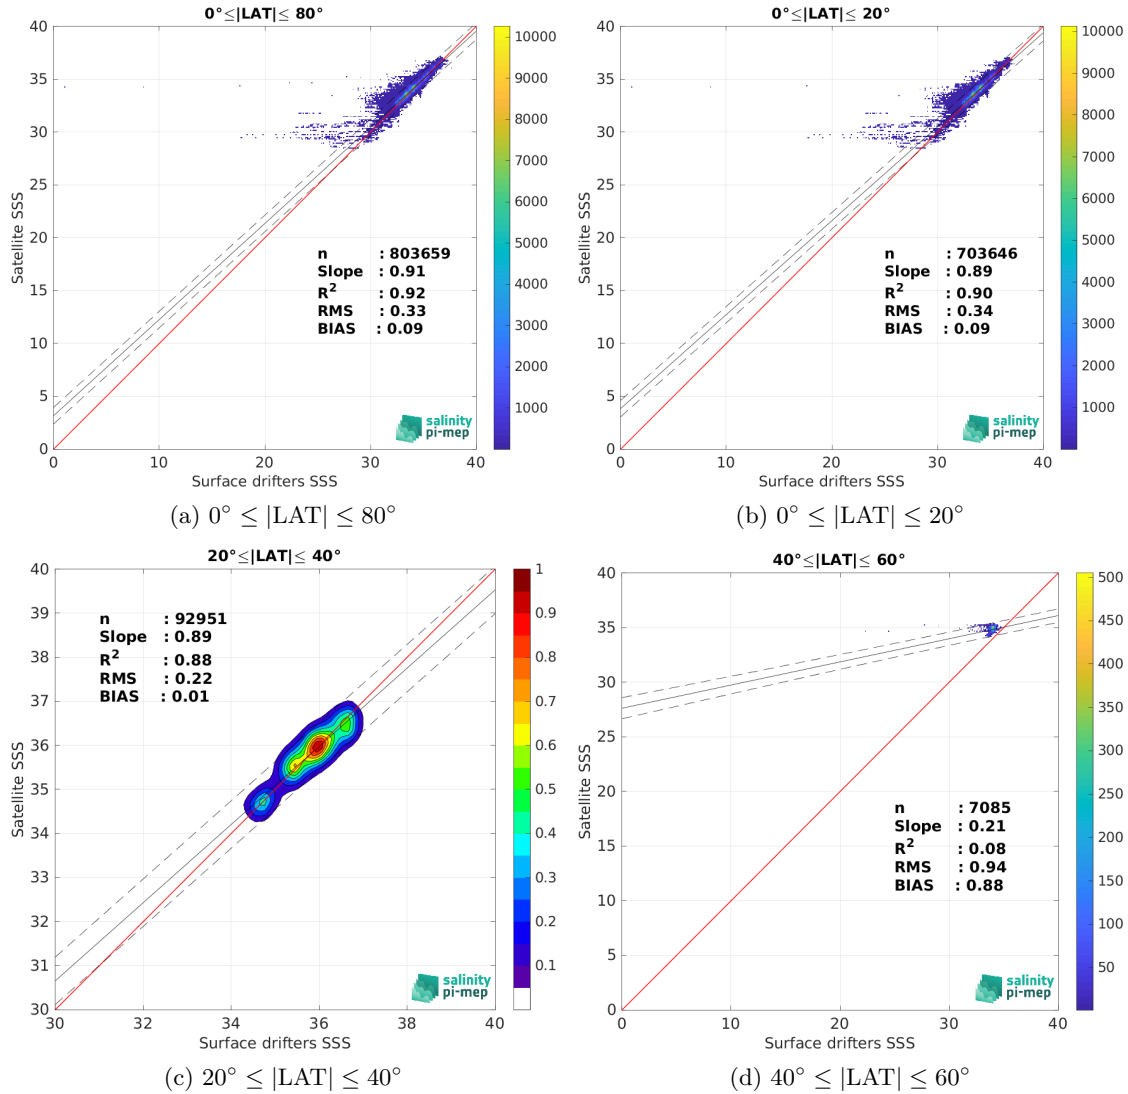 0°≤|LAT|≤ 80°
40
35
30
25
20
15
10
5
0
Satellite SSS
n : 803659
Slope : 0.91
R2 : 0.92
RMS : 0.33
BIAS : 0.09
salinity
pi-mep
0 10 20 30 40
Surface drifters SSS
10000
9000
8000
7000
6000
5000
4000
3000
2000
1000
(a) 0° ≤ |LAT| ≤ 80°
0°≤|LAT|≤ 20°
40
35
30
25
20
15
10
5
0
Satellite SSS
n : 703646
Slope : 0.89
R2 : 0.90
RMS : 0.34
BIAS : 0.09
salinity
pi-mep
0 10 20 30 40
Surface drifters SSS
10000
9000
8000
7000
6000
5000
4000
3000
2000
1000
(b) 0° ≤ |LAT| ≤ 20°
20°≤|LAT|≤ 40°
40
39
38
37
36
35
34
33
32
31
30
Satellite SSS
n : 92951
Slope : 0.89
R2 : 0.88
RMS : 0.22
BIAS : 0.01
salinity
pi-mep
30 32 34 36 38 40
Surface drifters SSS
1
0.9
0.8
0.7
0.6
0.5
0.4
0.3
0.2
0.1
(c) 20° ≤ |LAT| ≤ 40°
40°≤|LAT|≤ 60°
40
35
30
25
20
15
10
5
0
Satellite SSS
n : 7085
Slope : 0.21
R2 : 0.08
RMS : 0.94
BIAS : 0.88
salinity
pi-mep
0 10 20 30 40
Surface drifters SSS
500
450
400
350
300
250
200
150
100
50
(d) 40° ≤ |LAT| ≤ 60°